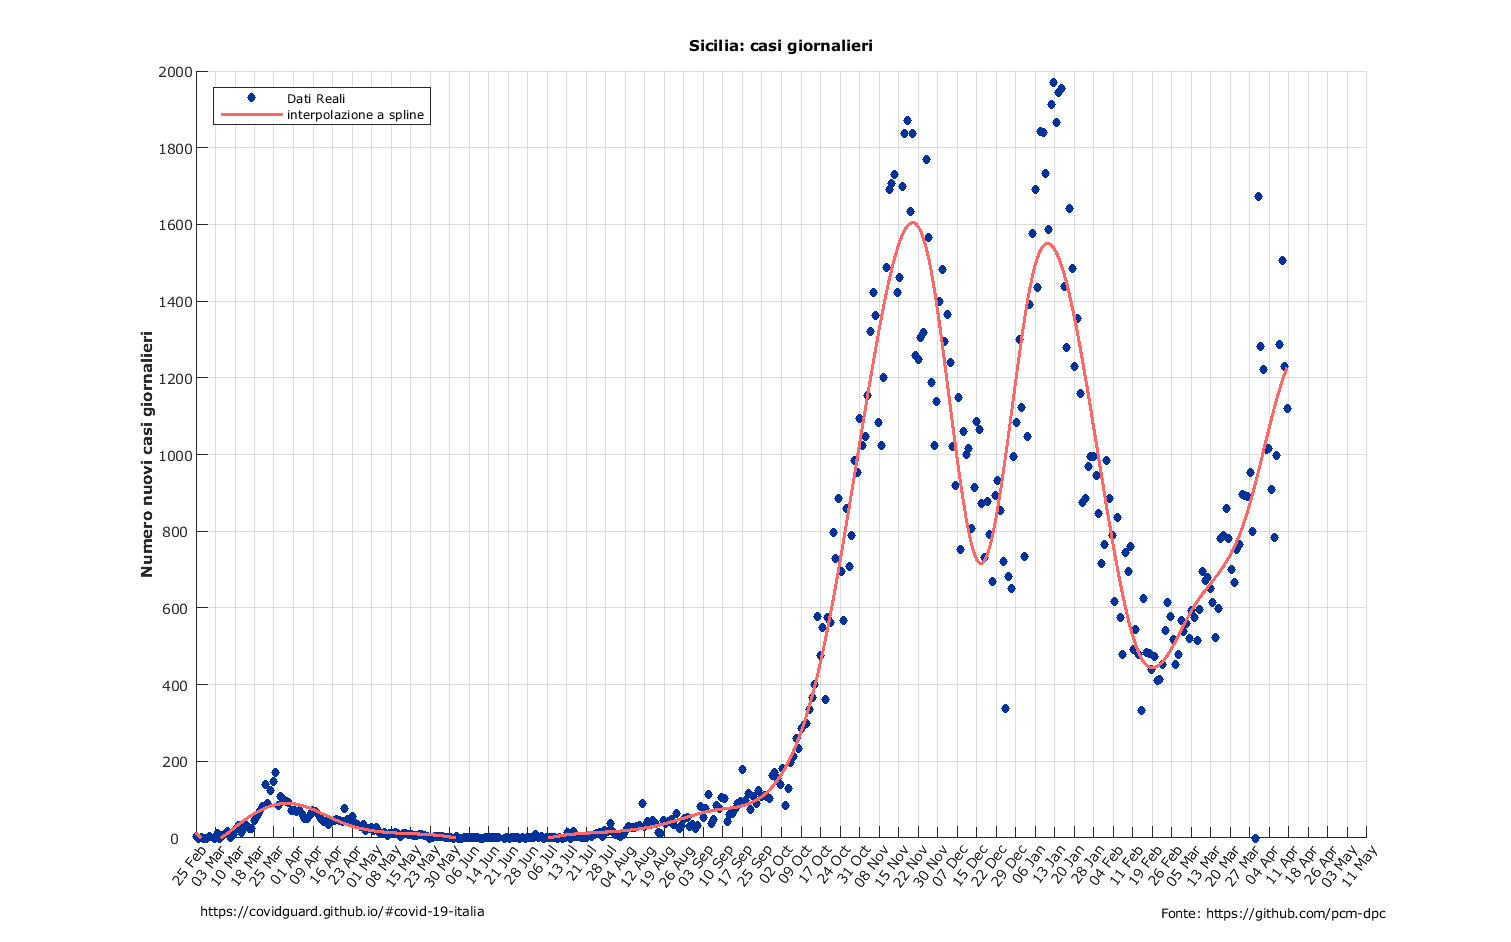 Sicilia: casi giornalieri
Dati Reali
interpolazione a spline
Numero nuovi casi giornalieri
2000
1800
1600
1400
1200
1000
800
600
400
200
0
25 Feb
03 Mar
10 Mar
18 Mar
25 Mar
01 Apr
09 Apr
16 Apr
23 Apr
01 May
08 May
15 May
23 May
30 May
06 Jun
14 Jun
21 Jun
28 Jun
06 Jul
13 Jul
21 Jul
28 Jul
04 Aug
12 Aug
19 Aug
26 Aug
03 Sep
10 Sep
17 Sep
25 Sep
02 Oct
09 Oct
17 Oct
24 Oct
31 Oct
08 Nov
15 Nov
22 Nov
30 Nov
07 Dec
15 Dec
22 Dec
29 Dec
06 Jan
13 Jan
20 Jan
28 Jan
04 Feb
11 Feb
19 Feb
26 Feb
05 Mar
13 Mar
20 Mar
27 Mar
04 Apr
11 Apr
18 Apr
26 Apr
03 May
11 May
https://covidguard.github.io/#covid-19-italia
Fonte: https://github.com/pcm-dpc